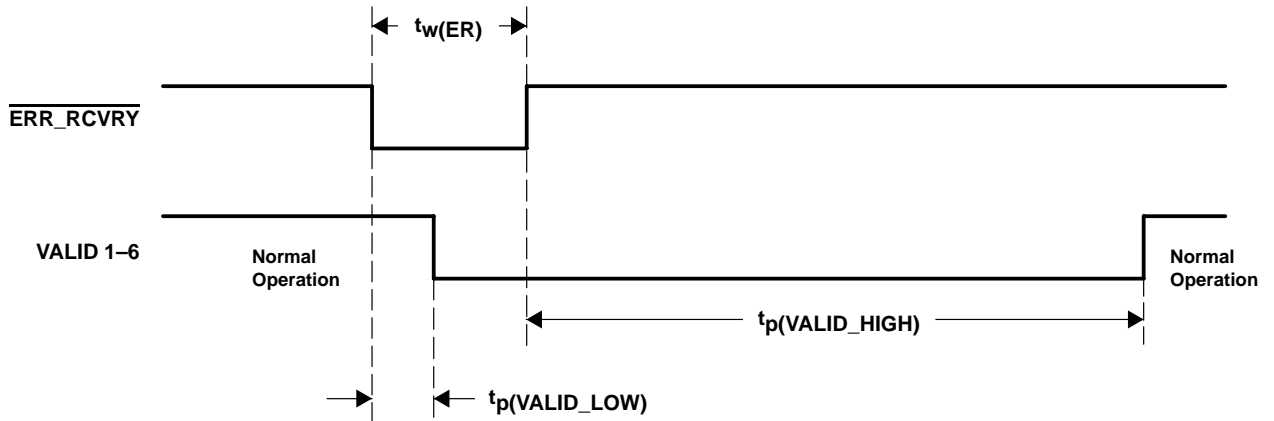 tw(ER)
ERR_RCVRY
VALID 1–6
Normal
Operation
Normal
Operation
tp(VALID_HIGH)
tp(VALID_LOW)